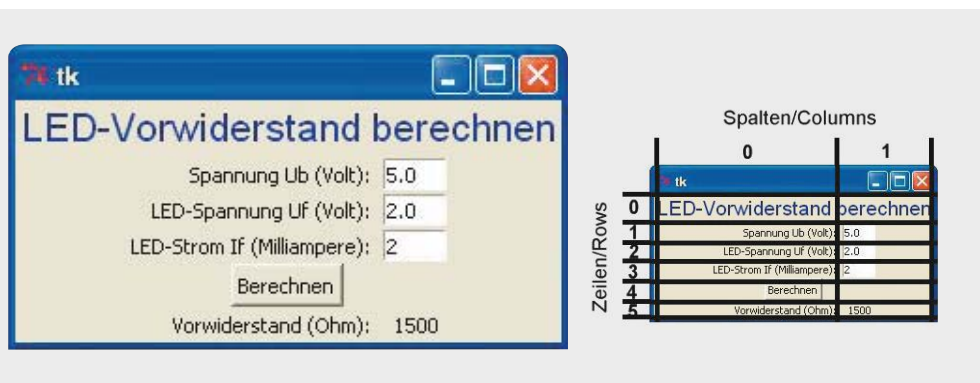 tk
LED-Vorwiderstand berechnen
Spannung Ub (Volt): 5.0
LED-Spannung Uf (Volt): 2.0
LED-Strom If (Milliampere): 2
Berechnen
Vorwiderstand (Ohm): 1500
Spalten/Columns
0 1
Zeilen/Rows
tk
0 LED-Vorwiderstand berechnen
1 Spannung Ub (Volt): 5.0
2 LED-Spannung Uf (Volt): 2.0
3 LED-Strom If (Milliampere): 2
4 Berechnen
5 Vorwiderstand (Ohm): 1500